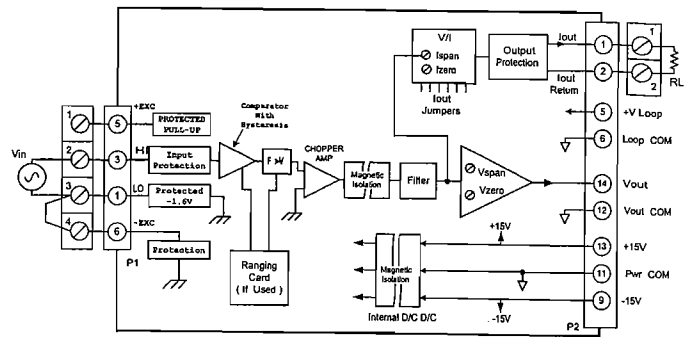 V/I
Ispan
Izero
Iout
Jumpers
Output
Protection
Iout
Iout
Return
1
2
1
2
RL
5
+V Loop
6
Loop COM
14
Vout
12
Vout COM
13
+15V
11
Pwr COM
9
-15V
P2
1
2
3
4
Vin
5
3
1
6
P1
+EXC
HI
LO
-EXC
PROTECTED
PULL-UP
Input
Protection
Protected
-1.6V
Protection
Comparator
With
Hysteresis
F>V
CHOPPER
AMP
Ranging
Card
( If Used )
Magnetic
Isolation
Filter
Vspan
Vzero
+15V
Magnetic
Isolation
-15V
Internal D/C D/C